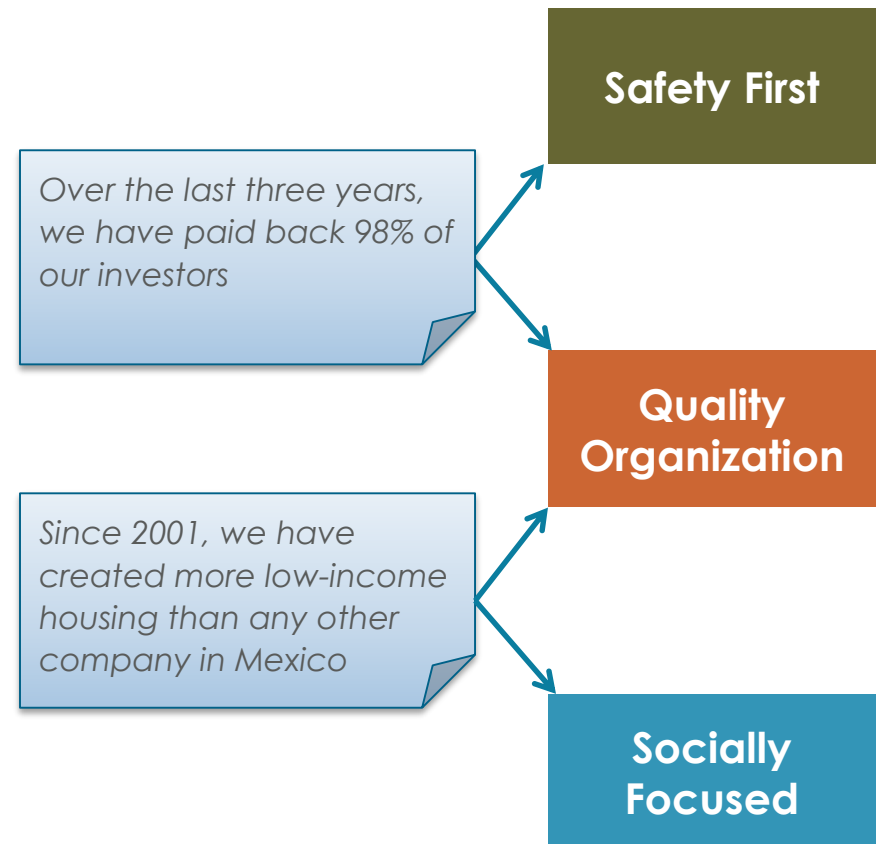 Safety First
Over the last three years,
we have paid back 98% of
our investors
Quality
Organization
Since 2001, we have
created more low-income
housing than any other
company in Mexico
Socially
Focused